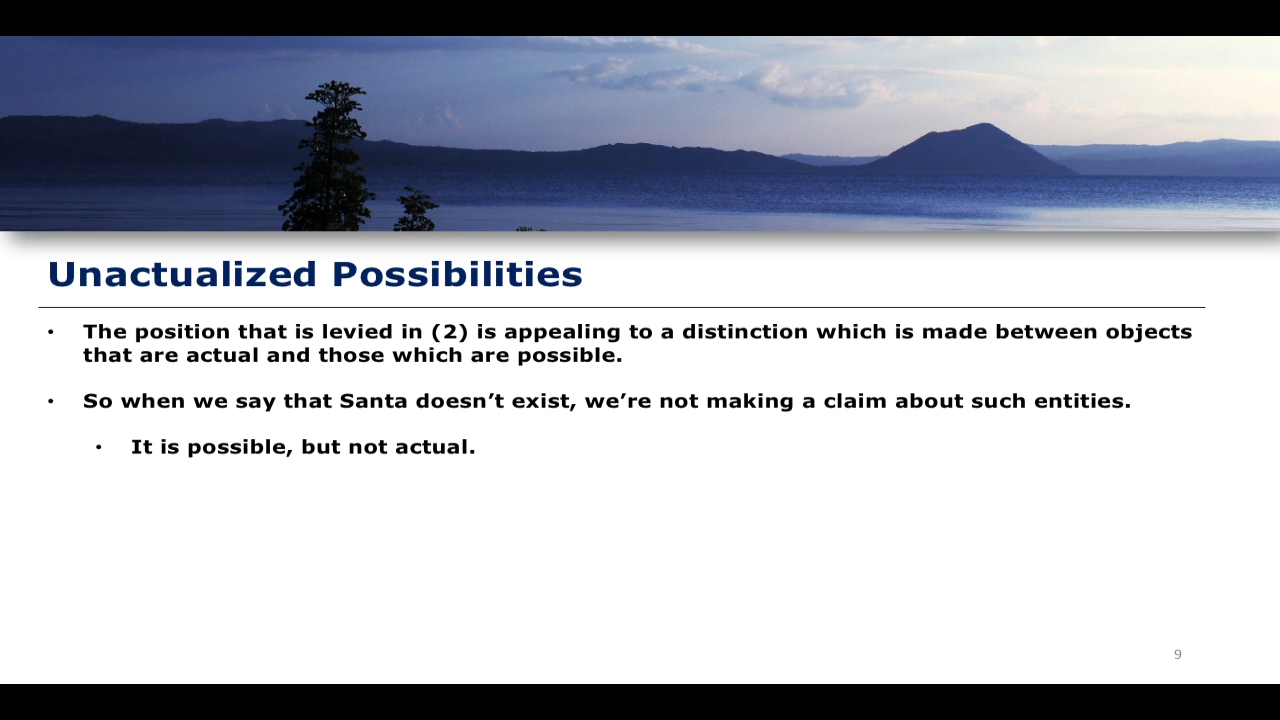 Unactualized Possibilities
• The position that is levied in (2) is appealing to a distinction which is made between objects
that are actual and those which are possible.
• So when we say that Santa doesn’t exist, we’re not making a claim about such entities.
• It is possible, but not actual.
9